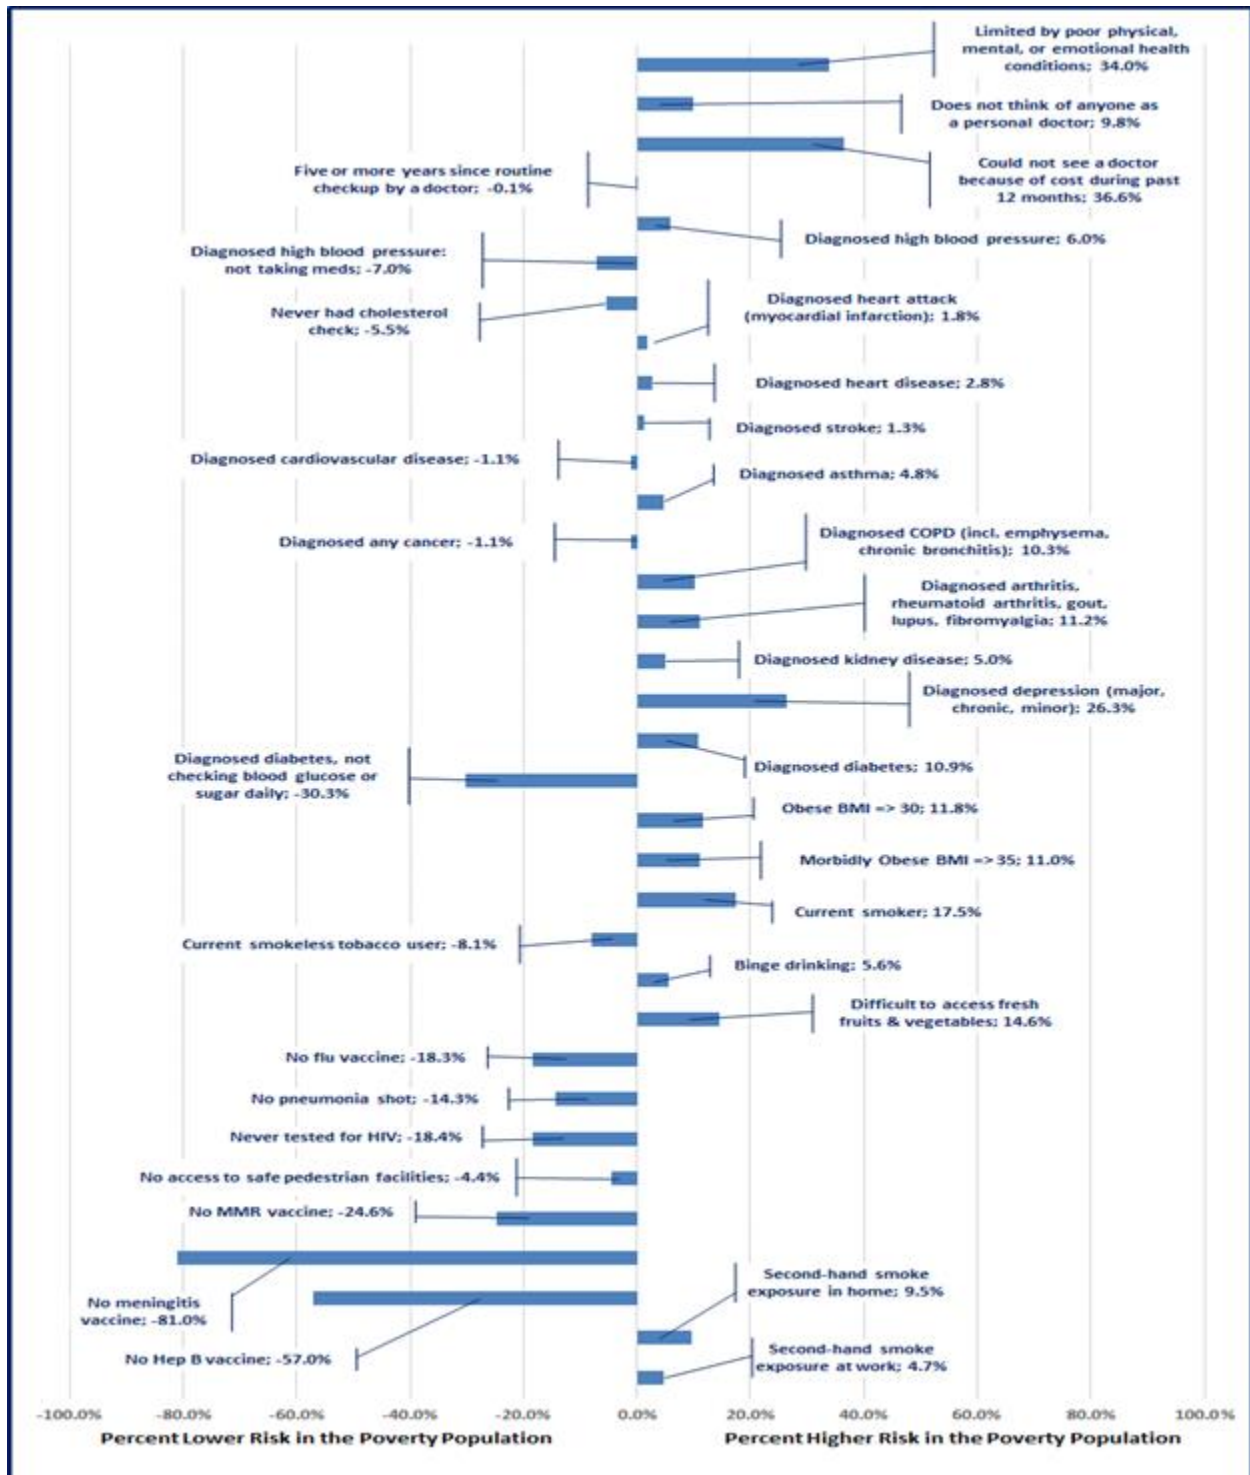 Limited by poor physical,
mental, or emotional health
conditions; 34.0%
Does not think of anyone as
a personal doctor; 9.8%
Could not see a doctor
because of cost during past
12 months; 36.6%
Five or more years since routine
checkup by a doctor; -0.1%
Diagnosed high blood pressure; 6.0%
Diagnosed high blood pressure:
not taking meds; -7.0%
Never had cholesterol
check; -5.5%
Diagnosed heart attack
(myocardial infarction); 1.8%
Diagnosed heart disease; 2.8%
Diagnosed stroke; 1.3%
Diagnosed cardiovascular disease; -1.1%
Diagnosed asthma; 4.8%
Diagnosed any cancer; -1.1%
Diagnosed COPD (incl. emphysema,
chronic bronchitis); 10.3%
Diagnosed arthritis,
rheumatoid arthritis, gout,
lupus, fibromyalgia; 11.2%
Diagnosed kidney disease; 5.0%
Diagnosed depression (major,
chronic, minor); 26.3%
Diagnosed diabetes; 10.9%
Diagnosed diabetes, not
checking blood glucose or
sugar daily; -30.3%
Obese BMI => 30; 11.8%
Morbidly Obese BMI => 35; 11.0%
Current smoker; 17.5%
Current smokeless tobacco user; -8.1%
Binge drinking; 5.6%
Difficult to access fresh
fruits & vegetables; 14.6%
No flu vaccine; -18.3%
No pneumonia shot; -14.3%
Never tested for HIV; -18.4%
No access to safe pedestrian facilities; -4.4%
No MMR vaccine; -24.6%
No meningitis
vaccine; -81.0%
No Hep B vaccine; -57.0%
Second-hand smoke
exposure in home; 9.5%
Second-hand smoke
exposure at work; 4.7%
-100.0% -80.0% -60.0% -40.0% -20.0% 0.0% 20.0% 40.0% 60.0% 80.0% 100.0%
Percent Lower Risk in the Poverty Population
Percent Higher Risk in the Poverty Population